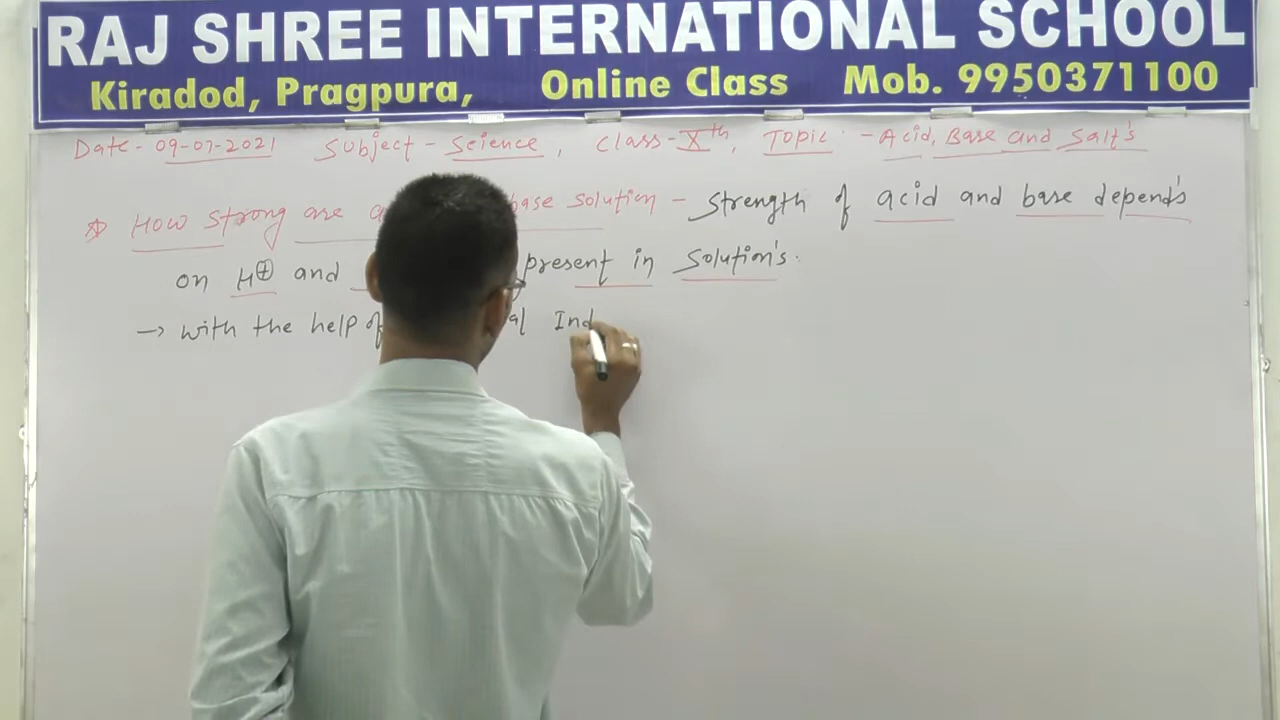 RAJ SHREE INTERNATIONAL SCHOOL
Kiradod, Pragpura, Online Class Mob. 9950371100
Date - 09-07-2021 Subject - Science, Class - Xth, Topic - Acid, Base and Salt's
How strong are base solution - Strength of acid and base depend's
on H⊕ and present in Solution's.
→ with the help of Ind